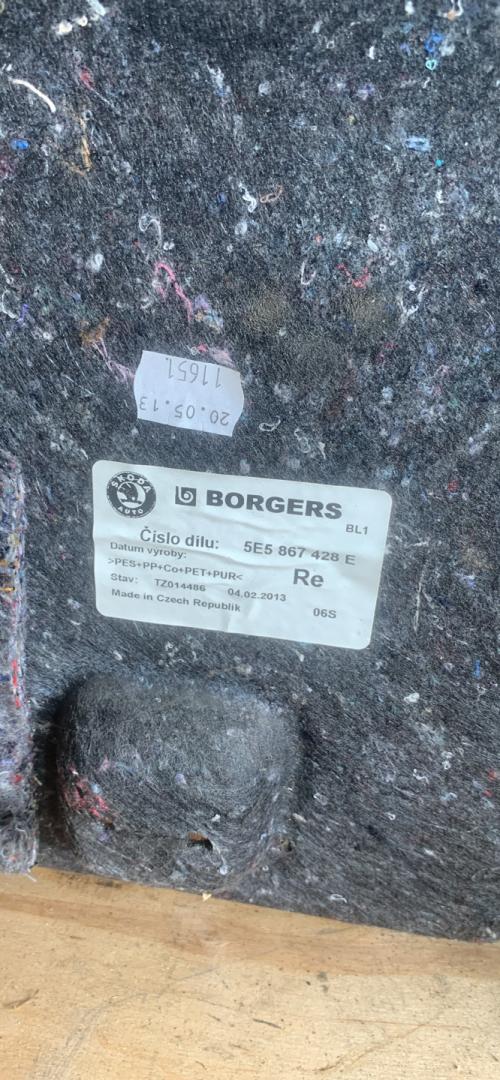 11651.
20.05.13
ŠKODA
AUTO
BORGERS
BL1
Číslo dílu: 5E5 867 428 E
Datum výroby:
>PES+PP+Co+PET+PUR<
Re
Stav: TZ014486 04.02.2013
Made in Czech Republik
06S